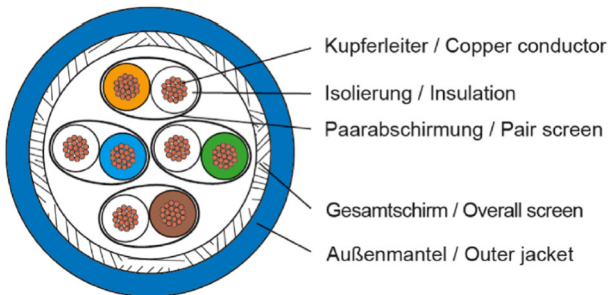 Kupferleiter / Copper conductor
Isolierung / Insulation
Paarabschirmung / Pair screen
Gesamtschirm / Overall screen
Außenmantel / Outer jacket